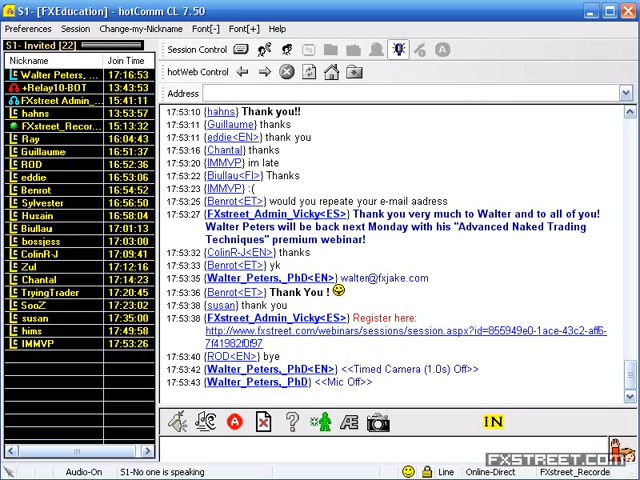 S1- [FXEducation] - hotComm CL 7.50
Preferences Session Change-my-Nickname Font[-] Font[+] Help
S1- Invited [22]
Session Control
Nickname Join Time
hotWeb Control
Address
Walter Peters, ... 17:16:53
+Relay10-BOT 13:43:53
FXstreet Admin_... 15:41:11
hahns 13:53:57
FXstreet_Recor... 15:13:32
Ray 16:04:43
Guillaume 16:51:37
ROD 16:52:36
eddie 16:53:06
Benrot 16:54:52
Sylvester 16:56:50
Husain 16:58:04
Biullau 17:01:13
bossjess 17:03:00
ColinR-J 17:09:41
Zul 17:12:16
Chantal 17:14:23
TryingTrader 17:20:45
SooZ 17:23:02
susan 17:35:00
hims 17:49:58
IMMVP 17:53:26
17:53:10 {hahns} Thank you!!
17:53:11 {Guillaume} thanks
17:53:12 {eddie<EN>} thank you
17:53:16 {Chantal} thanks
17:53:20 {IMMVP} im late
17:53:22 {Biullau<FI>} Thanks
17:53:23 {IMMVP} :(
17:53:25 {Benrot<ET>} would you repeate your e-mail aadress
17:53:27 {FXstreet_Admin_Vicky<ES>} Thank you very much to Walter and to all of you!
Walter Peters will be back next Monday with his "Advanced Naked Trading
Techniques" premium webinar!
17:53:32 {ColinR-J<EN>} thanks
17:53:33 {Benrot<ET>} yk
17:53:35 {Walter_Peters,_PhD<EN>} walter@fxjake.com
17:53:36 {Benrot<ET>} Thank You !
17:53:38 {susan} thank you
17:53:38 {FXstreet_Admin_Vicky<ES>} Register here:
http://www.fxstreet.com/webinars/sessions/session.aspx?id=855949e0-1ace-43c2-aff6-
7f41982f0f97
17:53:40 {ROD<EN>} bye
17:53:42 {Walter_Peters,_PhD<EN>} <<Timed Camera (1.0s) Off>>
17:53:43 {Walter_Peters,_PhD} <<Mic Off>>
IN
FXSTREET.COM
Audio-On S1-No one is speaking Line Online-Direct FXstreet_Recorde